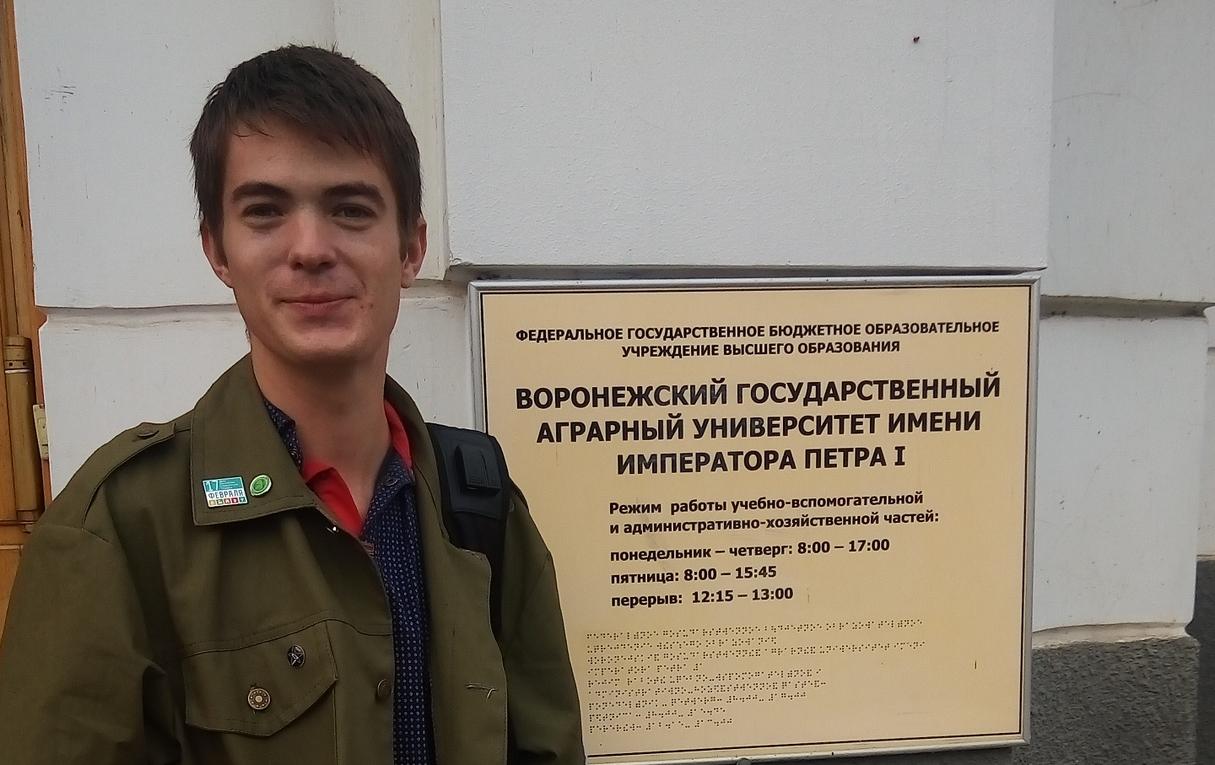 ФЕДЕРАЛЬНОЕ ГОСУДАРСТВЕННОЕ БЮДЖЕТНОЕ ОБРАЗОВАТЕЛЬНОЕ
УЧРЕЖДЕНИЕ ВЫСШЕГО ОБРАЗОВАНИЯ
ВОРОНЕЖСКИЙ ГОСУДАРСТВЕННЫЙ
АГРАРНЫЙ УНИВЕРСИТЕТ ИМЕНИ
ИМПЕРАТОРА ПЕТРА I
Режим работы учебно-вспомогательной
и административно-хозяйственной частей:
понедельник – четверг: 8:00 – 17:00
пятница: 8:00 – 15:45
перерыв: 12:15 – 13:00
17
ФЕВРАЛЯ